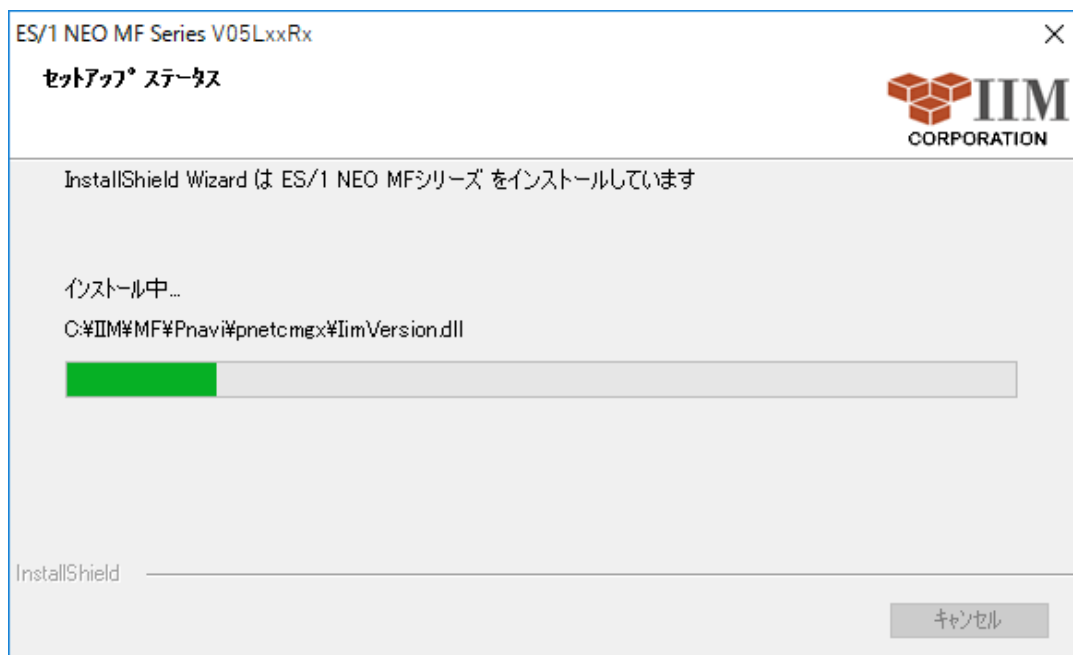 ES/1 NEO MF Series V05LxxRx
セットアップ ステータス
IIM
CORPORATION
InstallShield Wizard は ES/1 NEO MFシリーズ をインストールしています
インストール中...
C:¥IIM¥MF¥Pnavi¥pnetcmgx¥IimVersion.dll
InstallShield
キャンセル